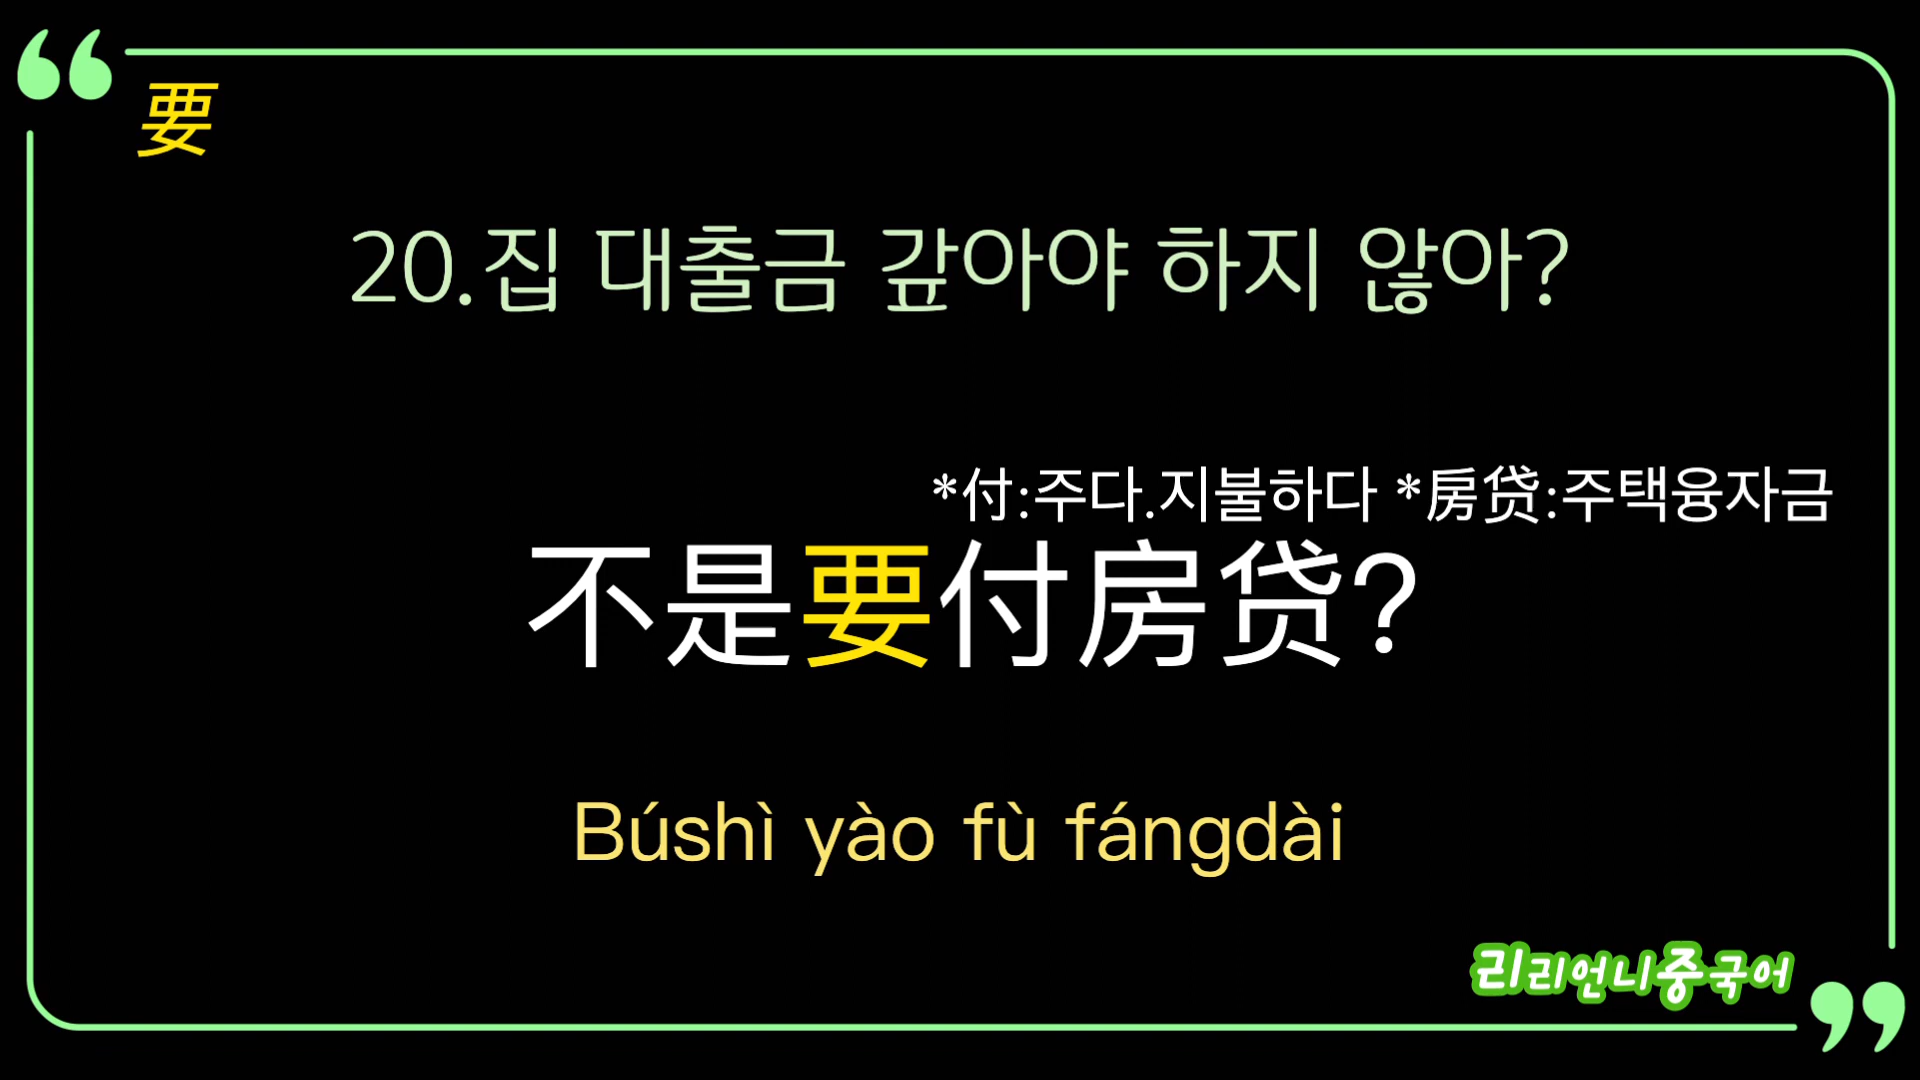 要
20.집 대출금 갚아야 하지 않아?
*付:주다.지불하다 *房贷:주택융자금
不是要付房贷?
Búshì yào fù fángdài
리리언니중국어